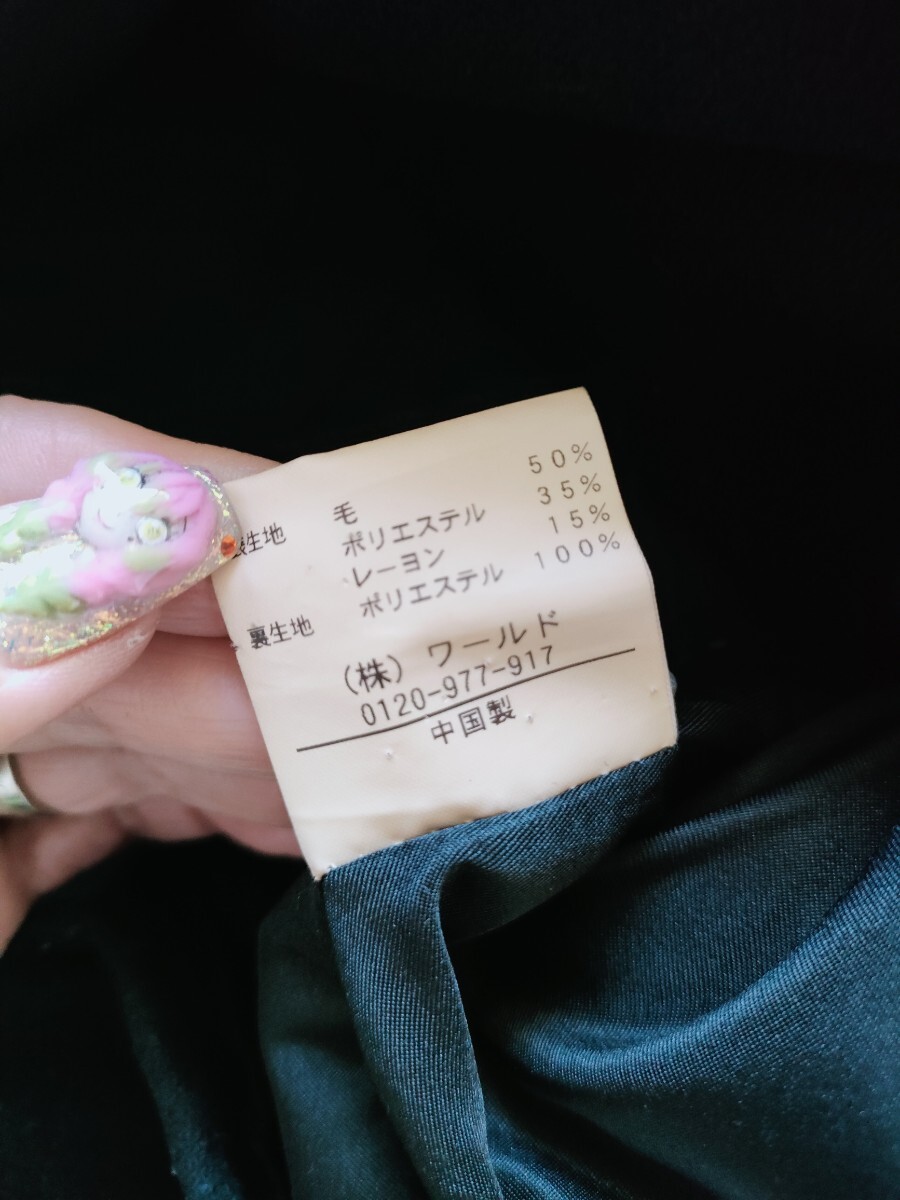 表生地 毛 50%
ポリエステル 35%
レーヨン 15%
裏生地 ポリエステル 100%
(株) ワールド
0120-977-917
中国製